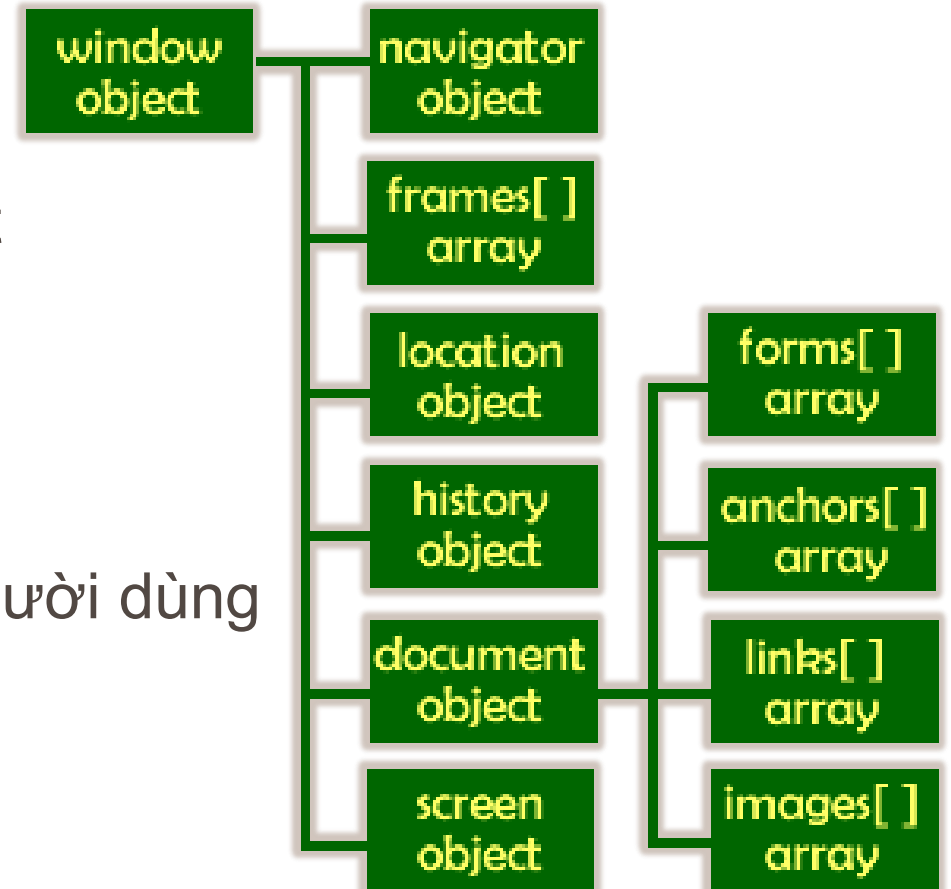 window
object
navigator
object
frames[ ]
array
location
object
forms[ ]
array
history
object
anchors[ ]
array
ười dùng
document
object
links[ ]
array
screen
object
images[ ]
array